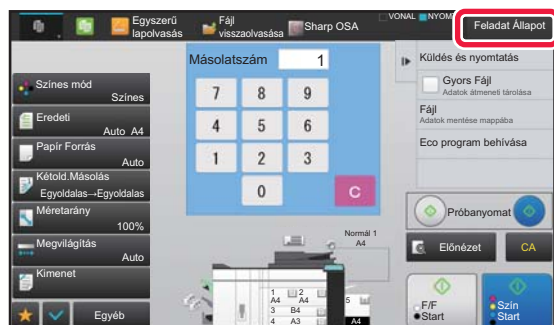 VONAL NYOM
Egyszerű lapolvasás
Fájl visszaolvasása
Sharp OSA
Feladat Állapot
Másolatszám 1
Színes mód
Színes
Eredeti
Auto A4
Papír Forrás
Auto
Kétold.Másolás
Egyoldalas→Egyoldalas
Méretarány
100%
Megvilágítás
Auto
Kimenet
Egyéb
7 8 9
4 5 6
1 2 3
0 C
Normál 1
A4
1 2
A4 A4
3 B4
4 A3
5
A4
Küldés és nyomtatás
Gyors Fájl
Adatok átmeneti tárolása
Fájl
Adatok mentése mappába
Eco program behívása
Próbanyomat
Előnézet
CA
F/F
Start
Szín
Start